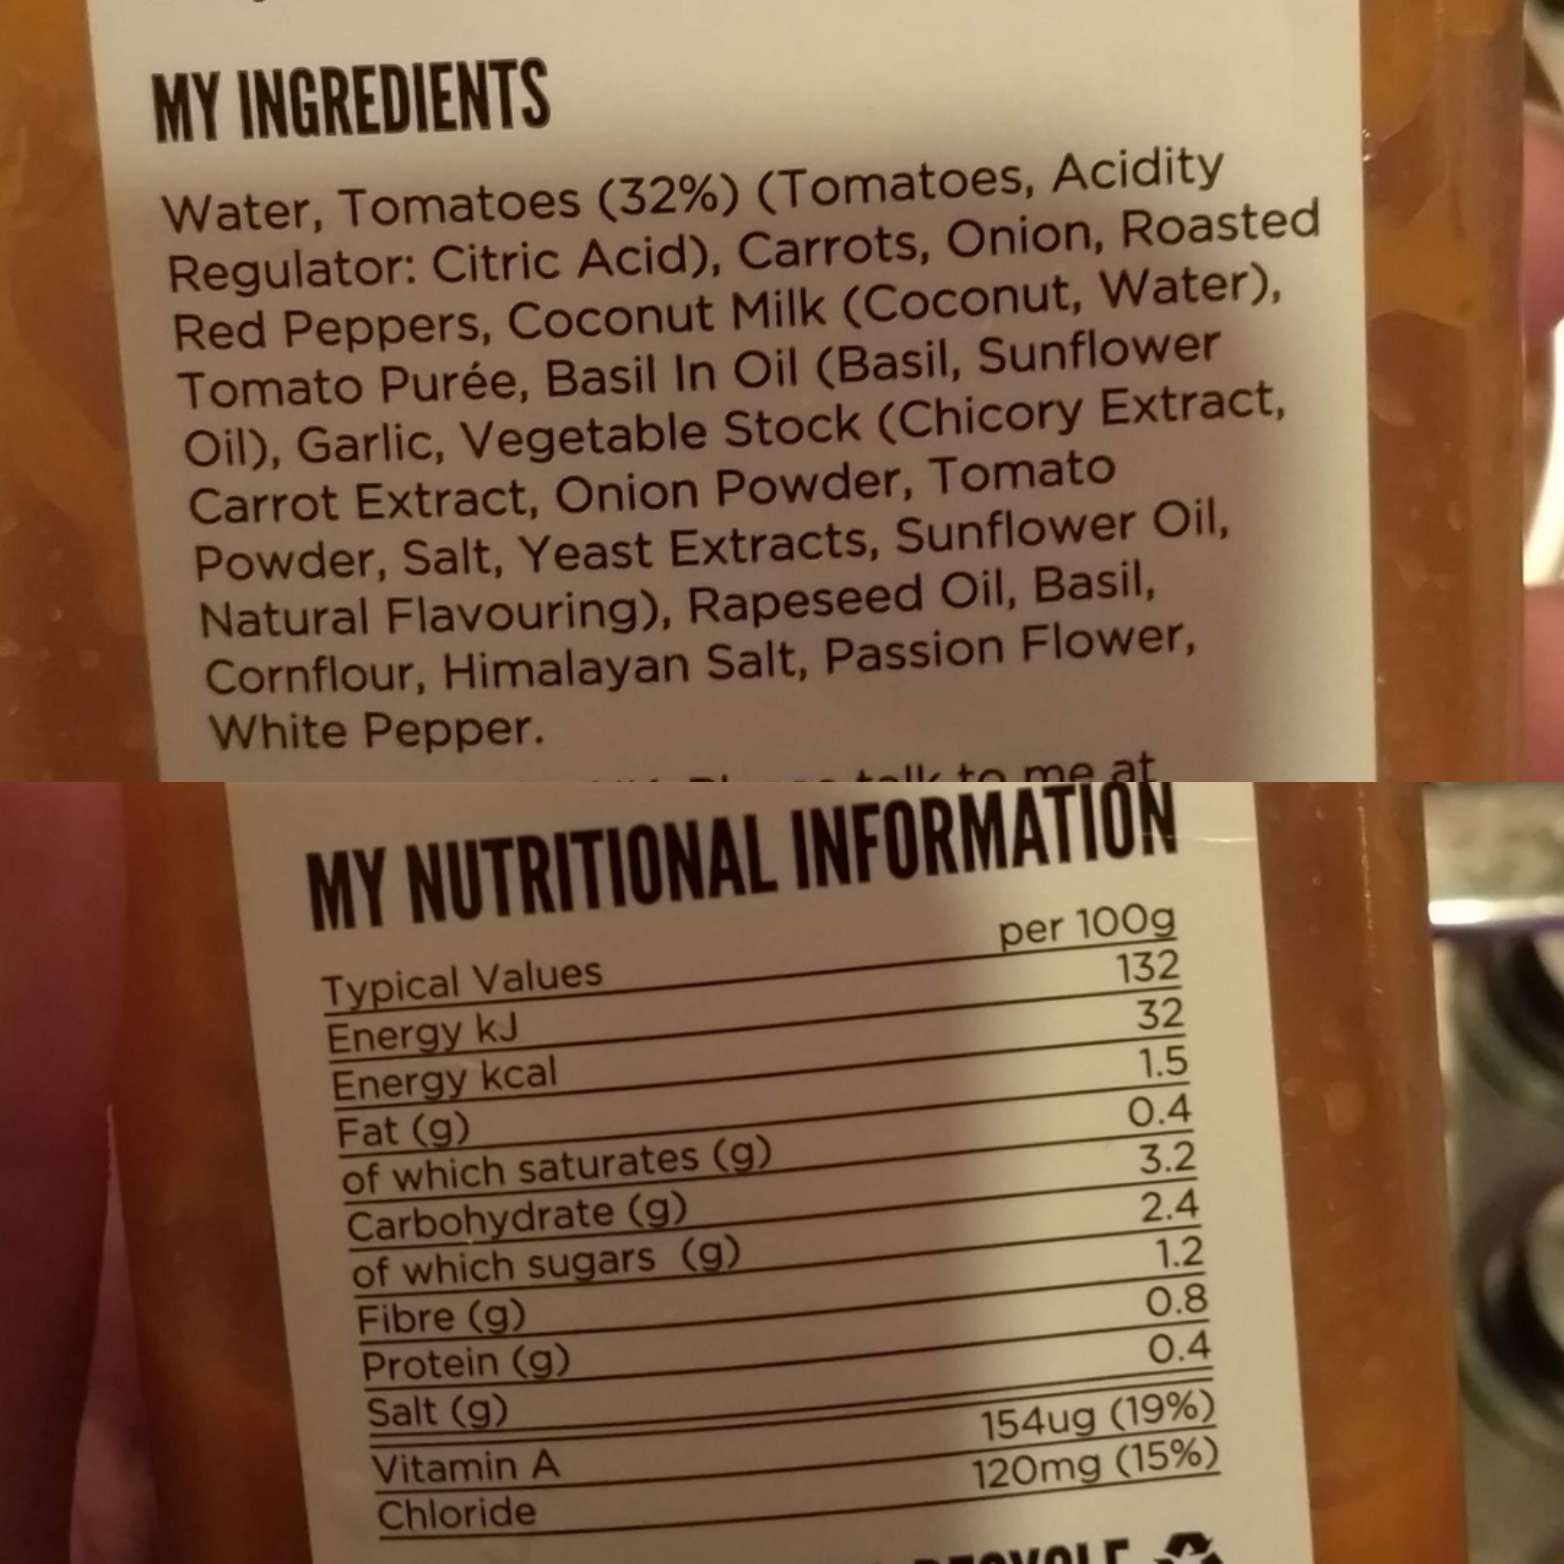 MY INGREDIENTS
Water, Tomatoes (32%) (Tomatoes, Acidity
Regulator: Citric Acid), Carrots, Onion, Roasted
Red Peppers, Coconut Milk (Coconut, Water),
Tomato Purée, Basil In Oil (Basil, Sunflower
Oil), Garlic, Vegetable Stock (Chicory Extract,
Carrot Extract, Onion Powder, Tomato
Powder, Salt, Yeast Extracts, Sunflower Oil,
Natural Flavouring), Rapeseed Oil, Basil,
Cornflour, Himalayan Salt, Passion Flower,
White Pepper.
talk to me at
MY NUTRITIONAL INFORMATION
Typical Values per 100g
Energy kJ 132
Energy kcal 32
Fat (g) 1.5
of which saturates (g) 0.4
Carbohydrate (g) 3.2
of which sugars (g) 2.4
Fibre (g) 1.2
Protein (g) 0.8
Salt (g) 0.4
Vitamin A 154ug (19%)
Chloride 120mg (15%)
RECYCLE